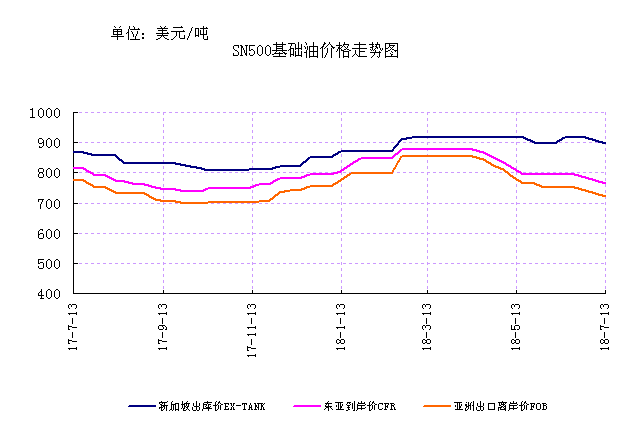 单位：美元/吨
SN500基础油价格走势图
1000
900
800
700
600
500
400
17-7-13
17-9-13
17-11-13
18-1-13
18-3-13
18-5-13
18-7-13
新加坡出库价EX-TANK
东亚到岸价CFR
亚洲出口离岸价FOB